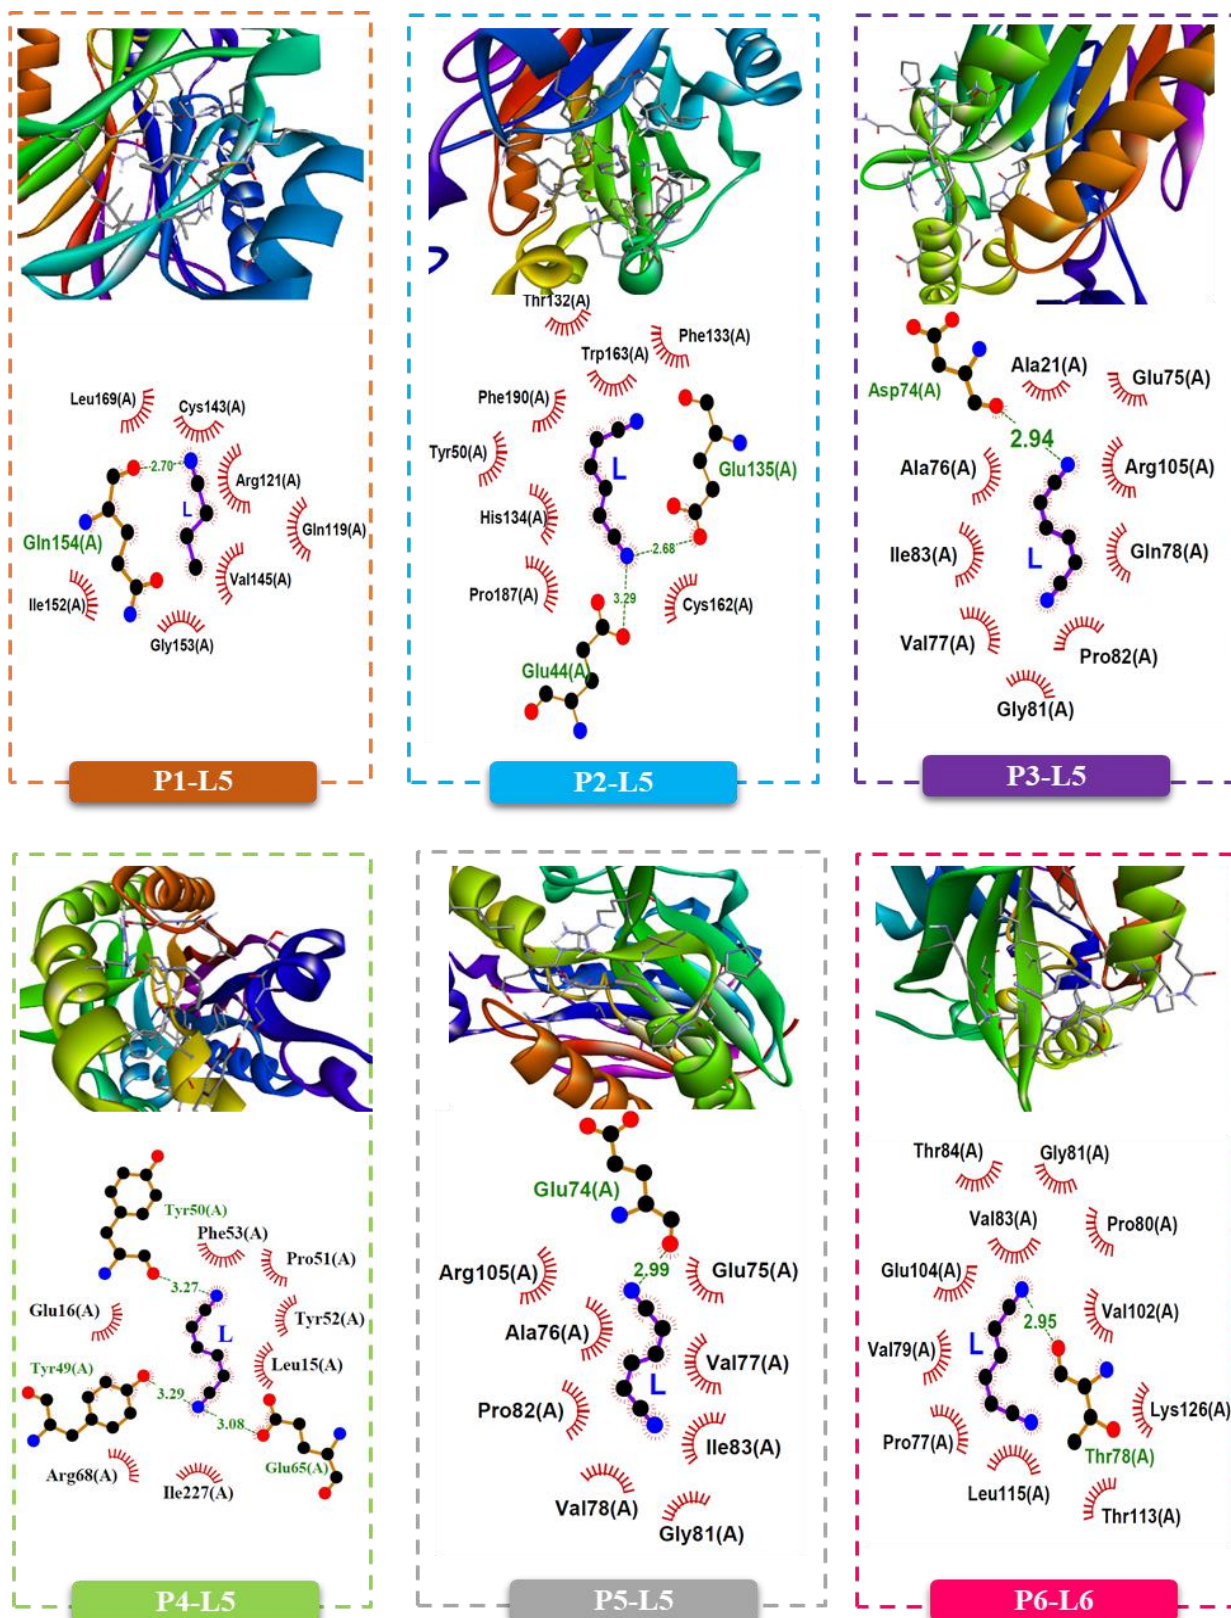 Leu169(A)
Cys143(A)
2.70
Arg121(A)
L
Gln119(A)
Gln154(A)
Val145(A)
Ile152(A)
Gly153(A)
P1-L5
Thr132(A)
Phe133(A)
Trp163(A)
Phe190(A)
Tyr50(A)
L
Glu135(A)
His134(A)
2.68
Pro187(A)
3.29
Cys162(A)
Glu44(A)
P2-L5
Asp74(A)
Ala21(A)
Glu75(A)
2.94
Ala76(A)
Arg105(A)
Ile83(A)
L
Gln78(A)
Val77(A)
Pro82(A)
Gly81(A)
P3-L5
Tyr50(A)
Phe53(A)
Pro51(A)
3.27
Glu16(A)
Tyr52(A)
L
Tyr49(A)
Leu15(A)
3.29
3.08
Arg68(A)
Glu65(A)
Ile227(A)
P4-L5
Glu74(A)
2.99
Arg105(A)
Glu75(A)
Ala76(A)
Val77(A)
L
Pro82(A)
Ile83(A)
Val78(A)
Gly81(A)
P5-L5
Thr84(A)
Gly81(A)
Val83(A)
Pro80(A)
Glu104(A)
2.95
Val102(A)
Val79(A)
L
Lys126(A)
Pro77(A)
Thr78(A)
Leu115(A)
Thr113(A)
P6-L6